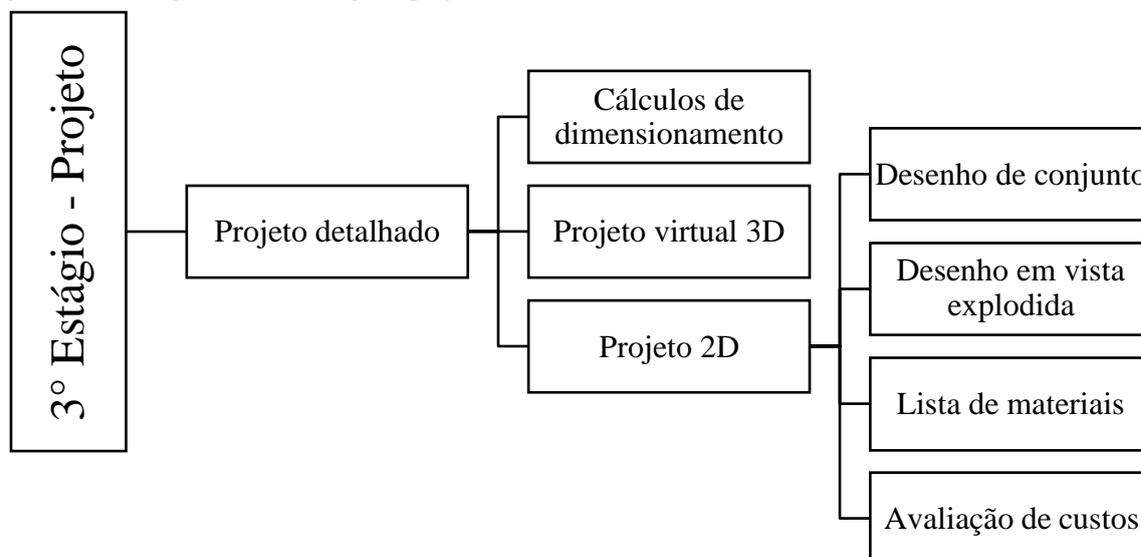 3° Estágio - Projeto
Projeto detalhado
Cálculos de
dimensionamento
Projeto virtual 3D
Projeto 2D
Desenho de conjunto
Desenho em vista
explodida
Lista de materiais
Avaliação de custos